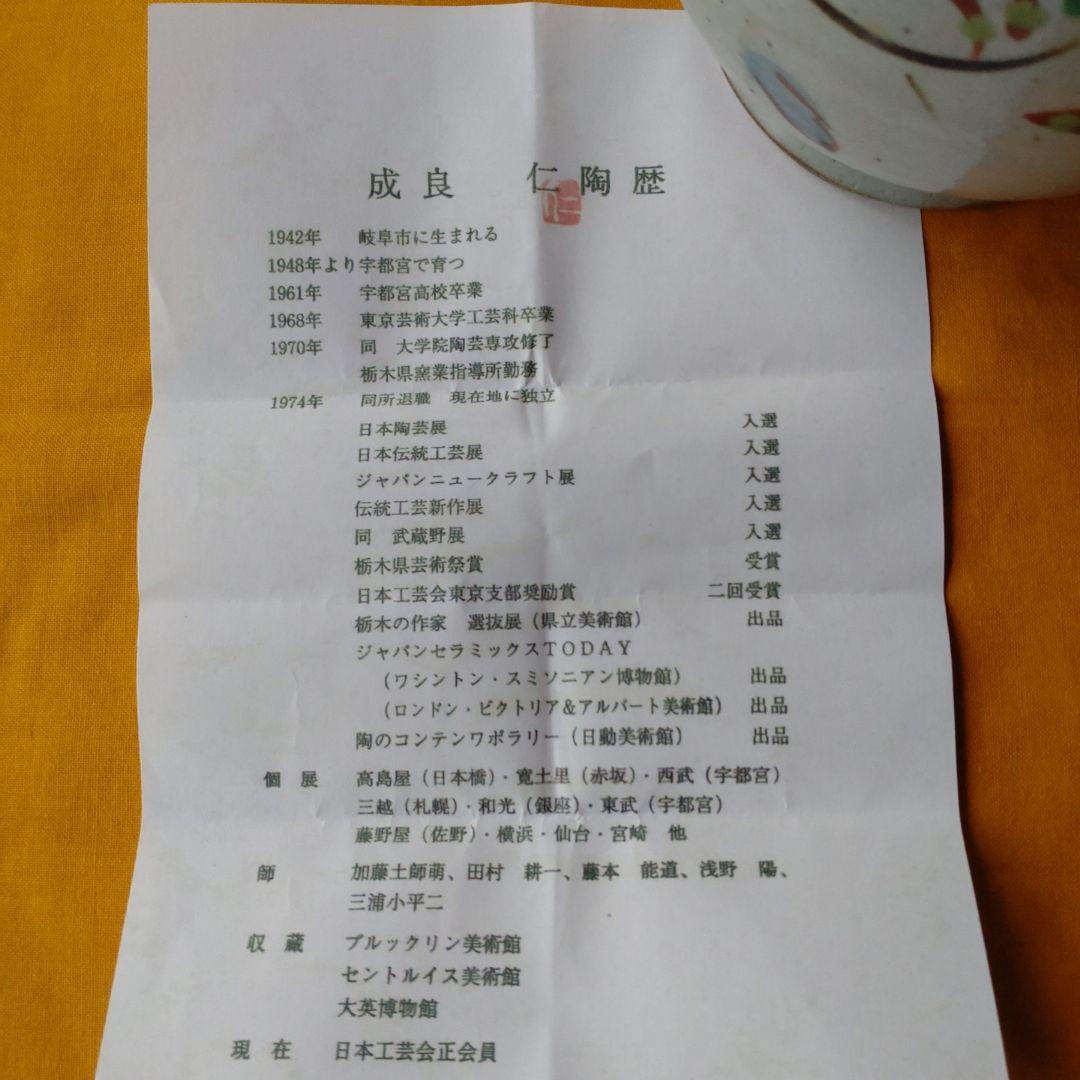 成良 仁陶歴
仁
1942年 岐阜市に生まれる
1948年より宇都宮で育つ
1961年 宇都宮高校卒業
1968年 東京芸術大学工芸科卒業
1970年 同 大学院陶芸専攻修了
栃木県窯業指導所勤務
1974年 同所退職 現在地に独立
日本陶芸展 入選
日本伝統工芸展 入選
ジャパンニュークラフト展 入選
伝統工芸新作展 入選
同 武蔵野展 入選
栃木県芸術祭賞 受賞
日本工芸会東京支部奨励賞 二回受賞
栃木の作家 選抜展(県立美術館) 出品
ジャパンセラミックスTODAY
(ワシントン・スミソニアン博物館) 出品
(ロンドン・ビクトリア&アルバート美術館) 出品
陶のコンテンワポラリー(日動美術館) 出品
個展 高島屋(日本橋)・寛土里(赤坂)・西武(宇都宮)
三越(札幌)・和光(銀座)・東武(宇都宮)
藤野屋(佐野)・横浜・仙台・宮崎 他
師 加藤土師萌、田村 耕一、藤本 能道、浅野 陽、
三浦小平二
収蔵 ブルックリン美術館
セントルイス美術館
大英博物館
現在 日本工芸会正会員